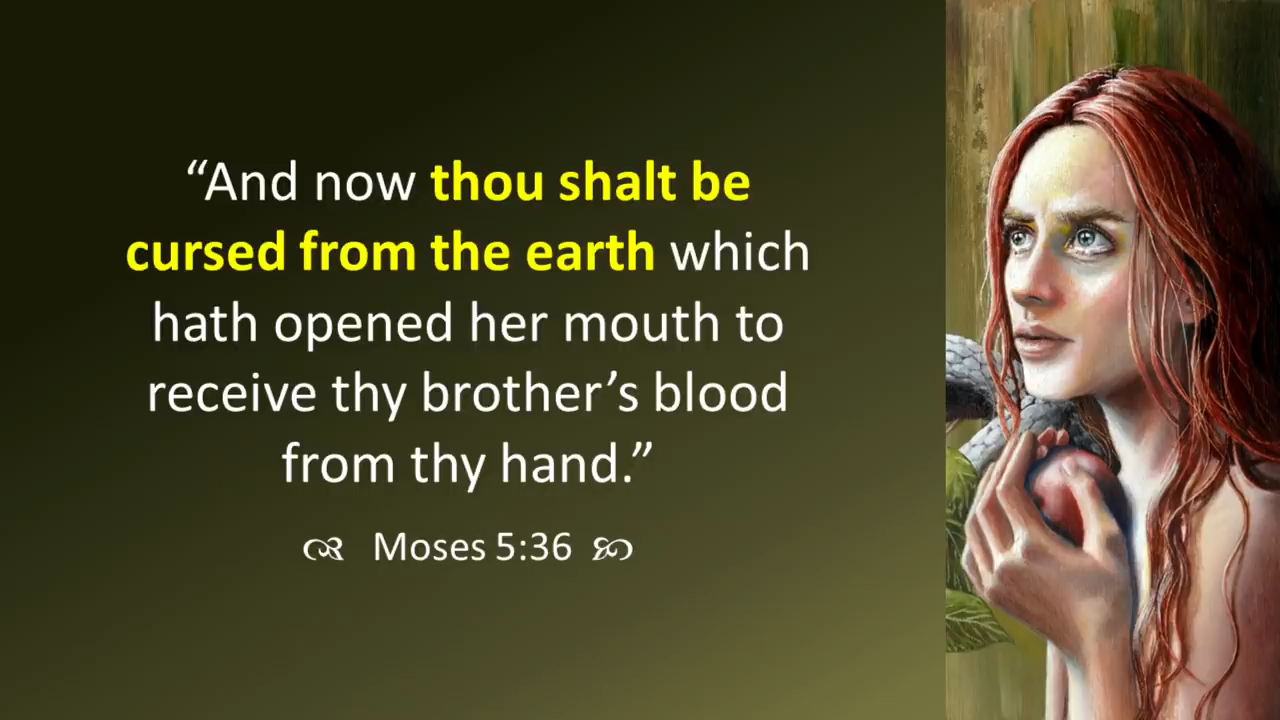 “And now thou shalt be
cursed from the earth which
hath opened her mouth to
receive thy brother’s blood
from thy hand.”
Moses 5:36